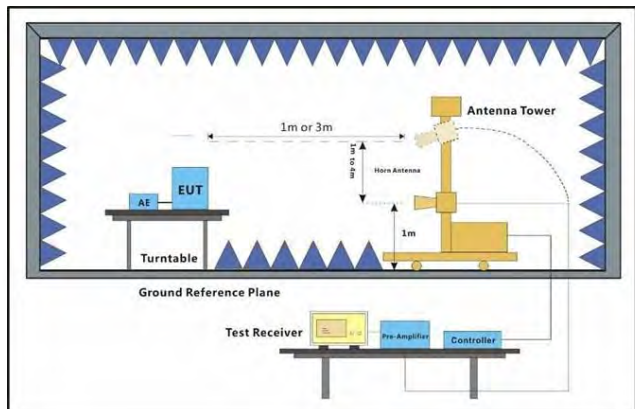 1m or 3m
Antenna Tower
1m to 4m
Horn Antenna
AE
EUT
1m
Turntable
Ground Reference Plane
Test Receiver
Pre-Amplifier
Controller